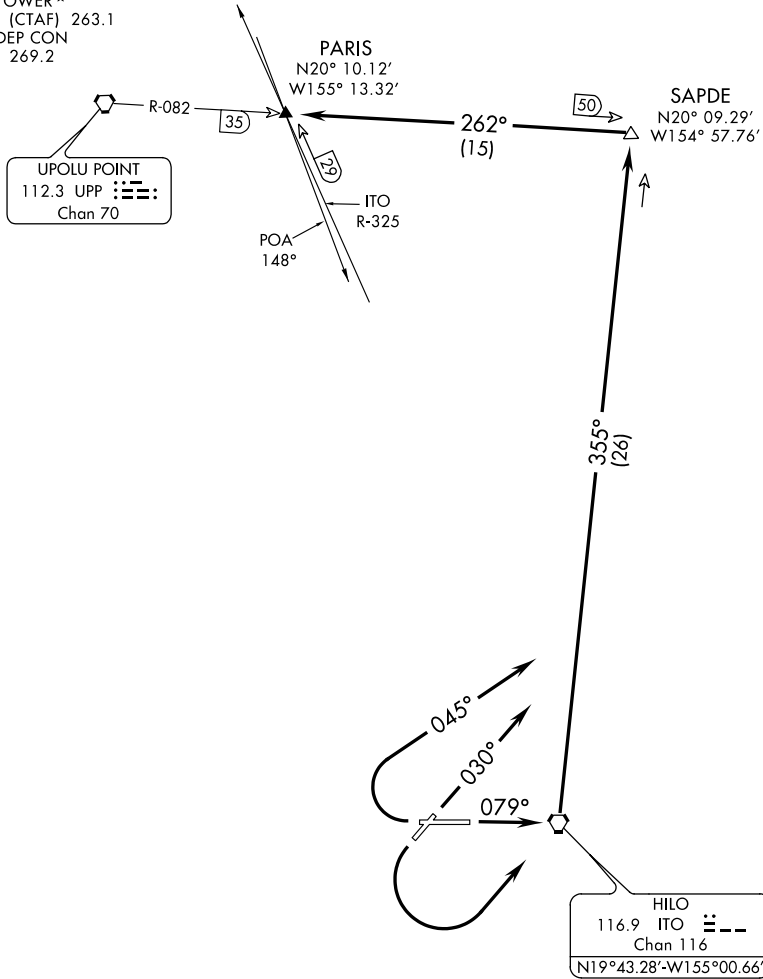 (CTAF) 263.1
DEP CON
269.2
PARIS
N20° 10.12'
W155° 13.32'
SAPDE
N20° 09.29'
W154° 57.76'
50
R-082
35
262°
(15)
29
UPOLU POINT
112.3 UPP
Chan 70
ITO
R-325
POA
148°
355°
(26)
045°
030°
079°
HILO
116.9 ITO
Chan 116
N19°43.28'-W155°00.66'